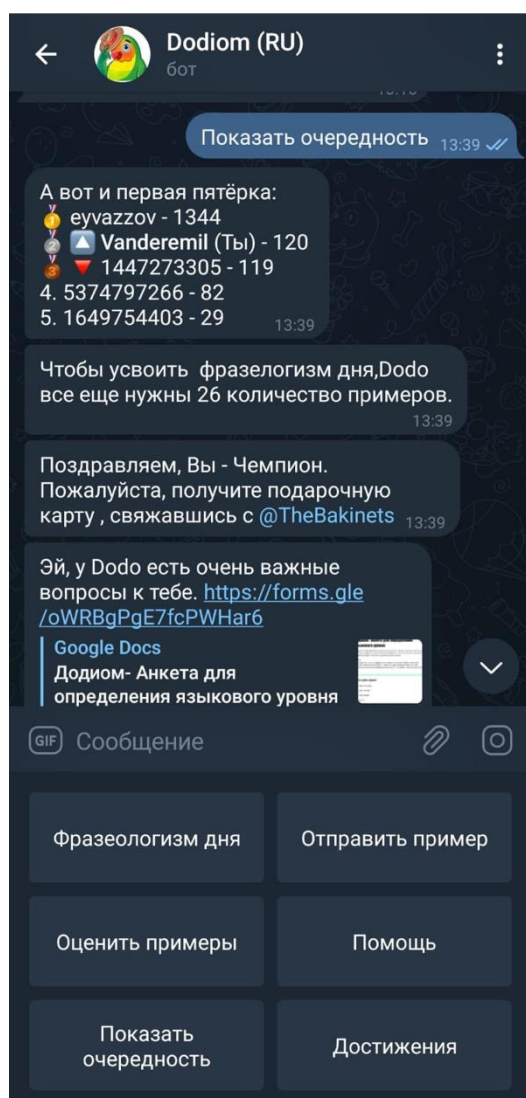 Dodiom (RU)
бот
Показать очередность 13:39
А вот и первая пятёрка:
🥇 eyvazzov - 1344
🥈 🔼 Vanderemil (Ты) - 120
🥉 🔻 1447273305 - 119
4. 5374797266 - 82
5. 1649754403 - 29 13:39
Чтобы усвоить фразелогизм дня,Dodo
все еще нужны 26 количество примеров.
13:39
Поздравляем, Вы - Чемпион.
Пожалуйста, получите подарочную
карту , свяжавшись с @TheBakinets 13:39
Эй, у Dodo есть очень важные
вопросы к тебе. https://forms.gle
/oWRBgPgE7fcPWHar6
Google Docs
Додиом- Анкета для
определения языкового уровня
GIF Сообщение
Фразеологизм дня
Отправить пример
Оценить примеры
Помощь
Показать
очередность
Достижения